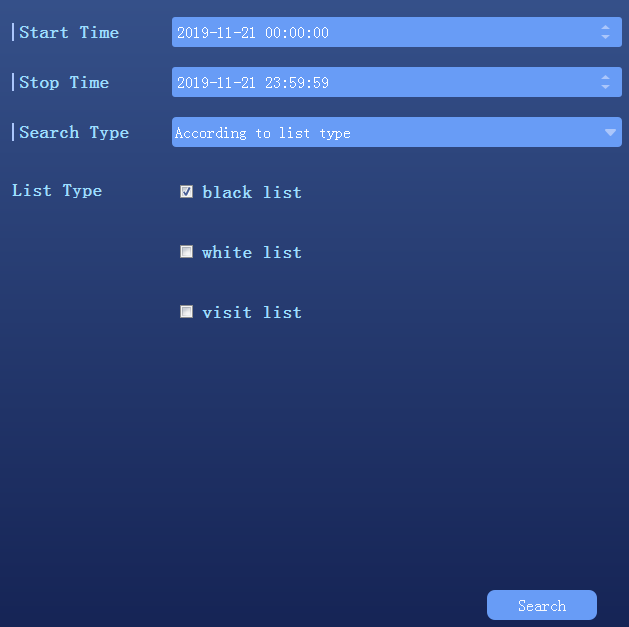 Start Time 2019-11-21 00:00:00
Stop Time 2019-11-21 23:59:59
Search Type According to list type
List Type black list
white list
visit list
Search